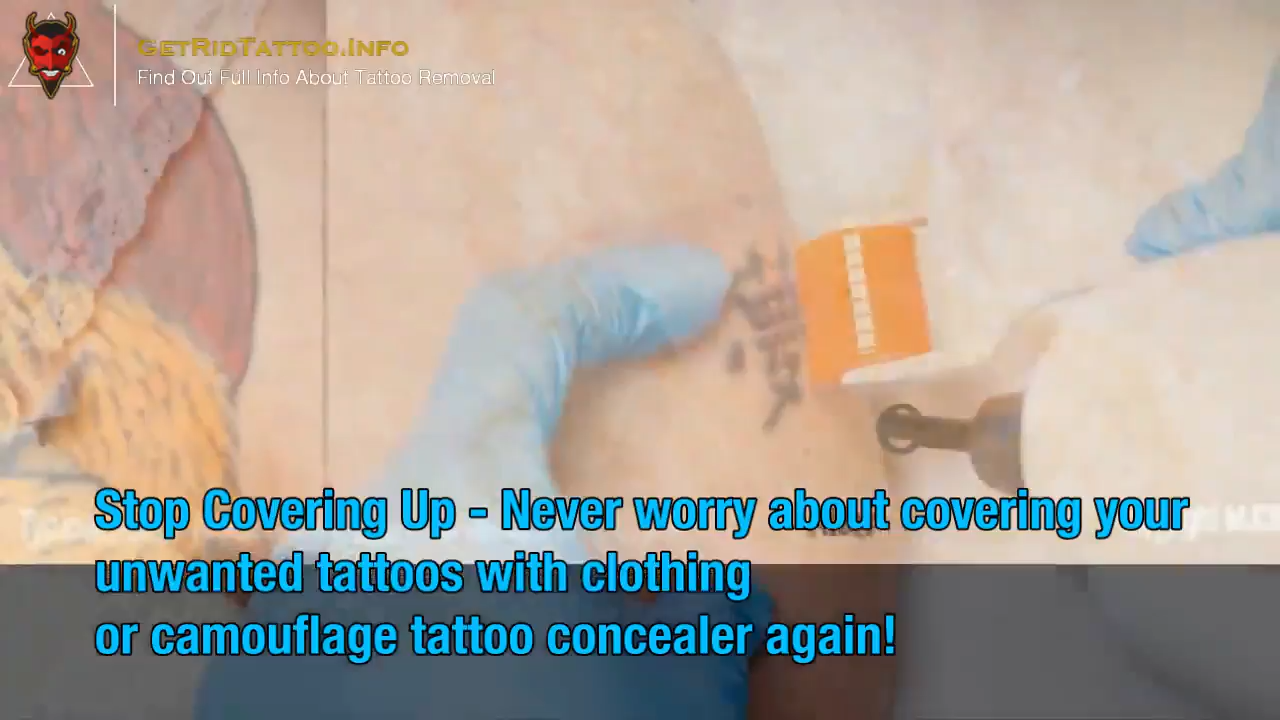 GetRidTattoo.Info
Find Out Full Info About Tattoo Removal
Stop Covering Up - Never worry about covering your
unwanted tattoos with clothing
or camouflage tattoo concealer again!